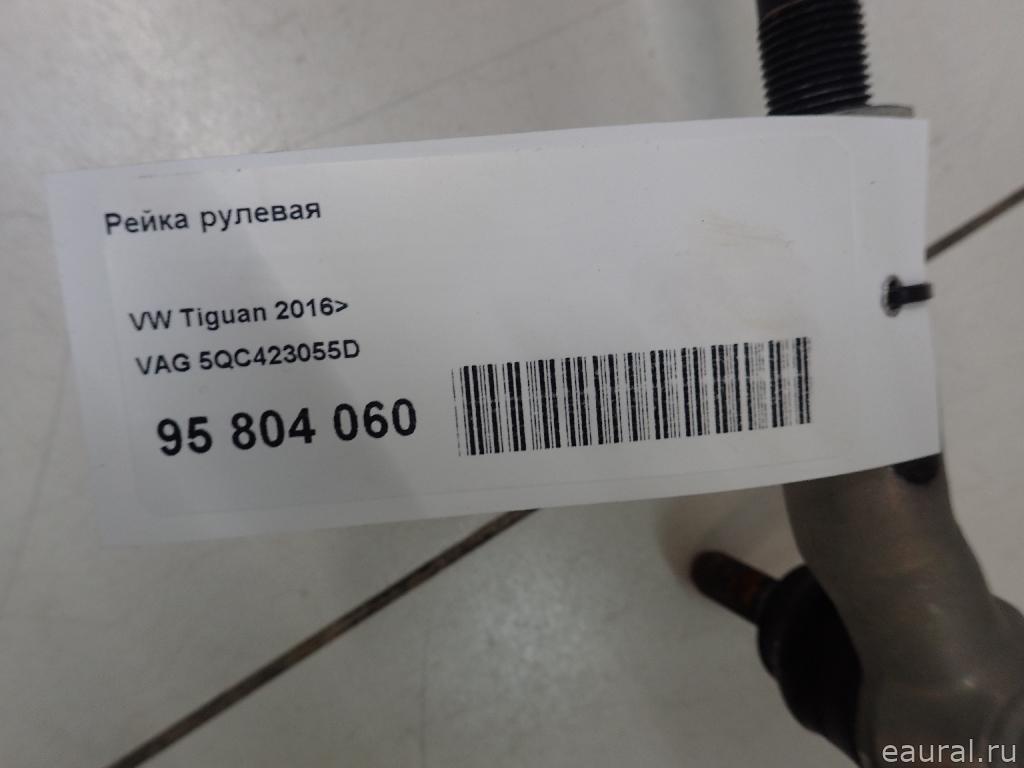 Рейка рулевая
VW Tiguan 2016>
VAG 5QC423055D
95 804 060
eaural.ru